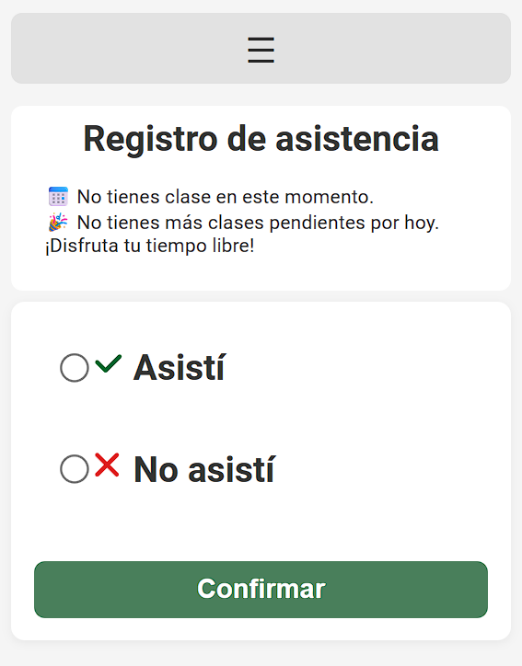 Registro de asistencia
No tienes clase en este momento.
No tienes más clases pendientes por hoy.
¡Disfruta tu tiempo libre!
Asistí
No asistí
Confirmar